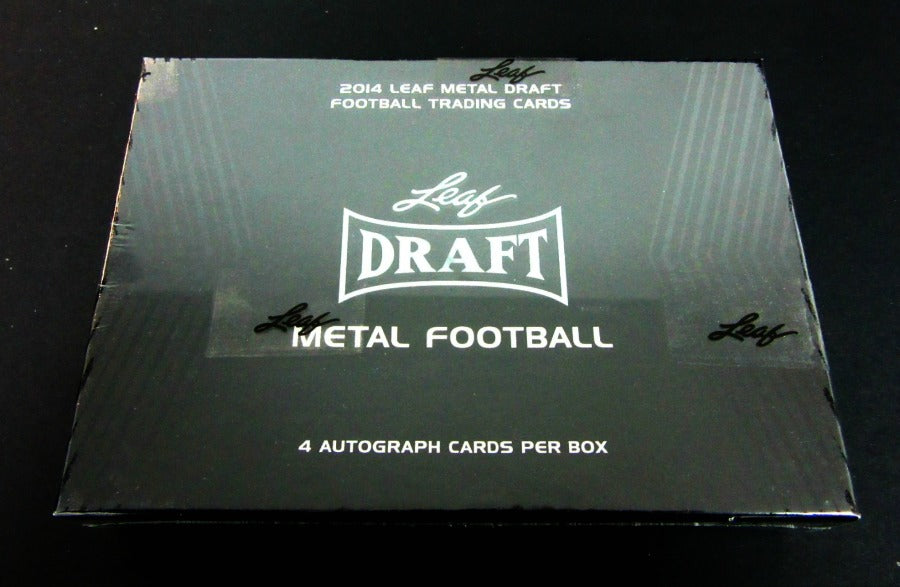 Leaf
2014 LEAF METAL DRAFT
FOOTBALL TRADING CARDS
Leaf
DRAFT
Leaf
METAL FOOTBALL
Leaf
4 AUTOGRAPH CARDS PER BOX